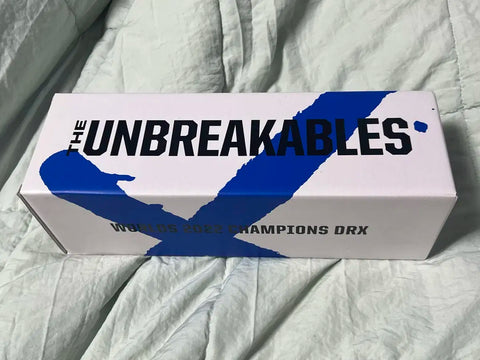 THE UNBREAKABLES
WORLDS 2022 CHAMPIONS DRX